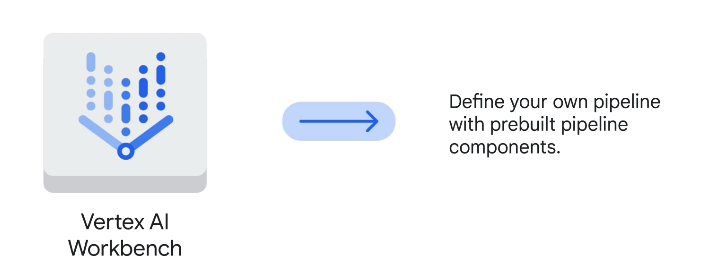 Define your own pipeline
with prebuilt pipeline
components.
Vertex AI
Workbench